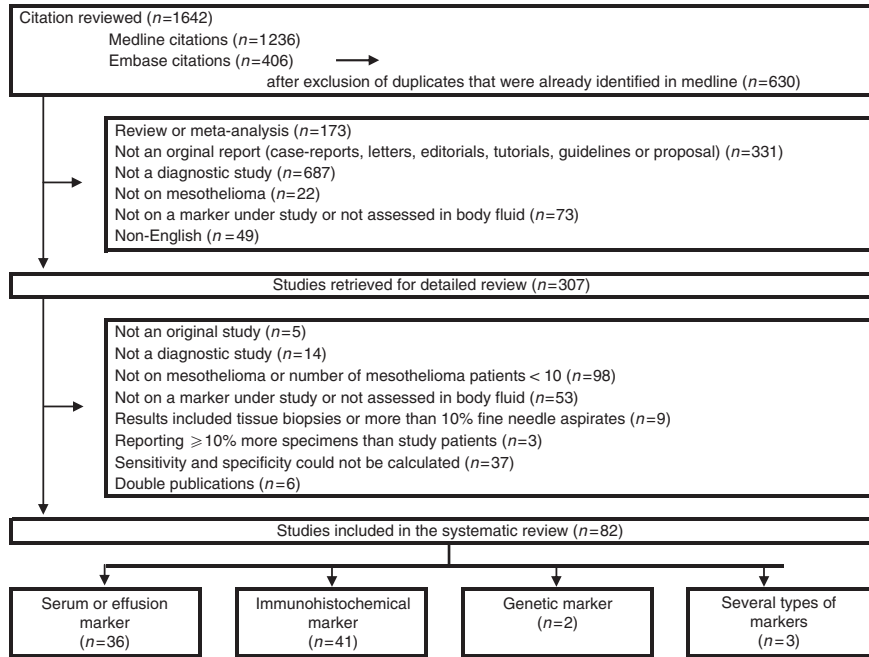 Citation reviewed (n=1642)
Medline citations (n=1236)
Embase citations (n=406)
after exclusion of duplicates that were already identified in medline (n=630)
Review or meta-analysis (n=173)
Not an orginal report (case-reports, letters, editorials, tutorials, guidelines or proposal) (n=331)
Not a diagnostic study (n=687)
Not on mesothelioma (n=22)
Not on a marker under study or not assessed in body fluid (n=73)
Non-English (n=49)
Studies retrieved for detailed review (n=307)
Not an original study (n=5)
Not a diagnostic study (n=14)
Not on mesothelioma or number of mesothelioma patients < 10 (n=98)
Not on a marker under study or not assessed in body fluid (n=53)
Results included tissue biopsies or more than 10% fine needle aspirates (n=9)
Reporting ⩾10% more specimens than study patients (n=3)
Sensitivity and specificity could not be calculated (n=37)
Double publications (n=6)
Studies included in the systematic review (n=82)
Serum or effusion
marker
(n=36)
Immunohistochemical
marker
(n=41)
Genetic marker
(n=2)
Several types of
markers
(n=3)